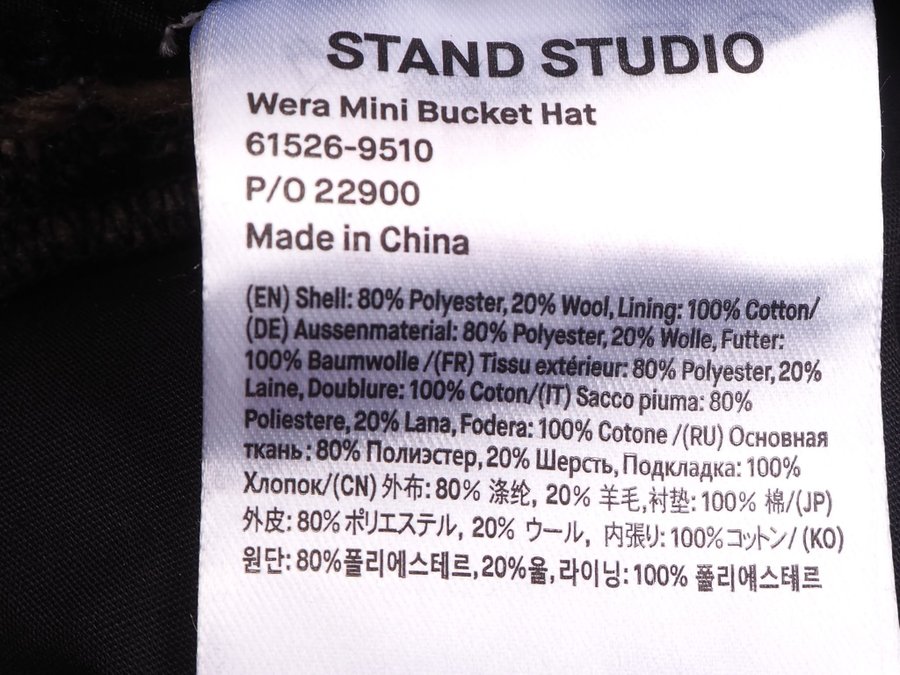 STAND STUDIO
Wera Mini Bucket Hat
61526-9510
P/O 22900
Made in China
(EN) Shell: 80% Polyester, 20% Wool, Lining: 100% Cotton/
(DE) Aussenmaterial: 80% Polyester, 20% Wolle, Futter:
100% Baumwolle /(FR) Tissu extérieur: 80% Polyester, 20%
Laine, Doublure: 100% Coton/(IT) Sacco piuma: 80%
Poliestere, 20% Lana, Fodera: 100% Cotone /(RU) Основная
ткань: 80% Полиэстер, 20% Шерсть, Подкладка: 100%
Хлопок/(CN) 外布: 80% 涤纶, 20% 羊毛,衬垫: 100% 棉/(JP)
外皮: 80%ポリエステル, 20% ウール, 内張り: 100%コットン/ (KO)
원단: 80%폴리에스테르, 20%울, 라이닝: 100% 폴리에스테르